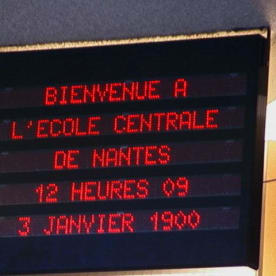 BIENVENUE A
L'ECOLE CENTRALE
DE NANTES
12 HEURES 09
3 JANVIER 1900